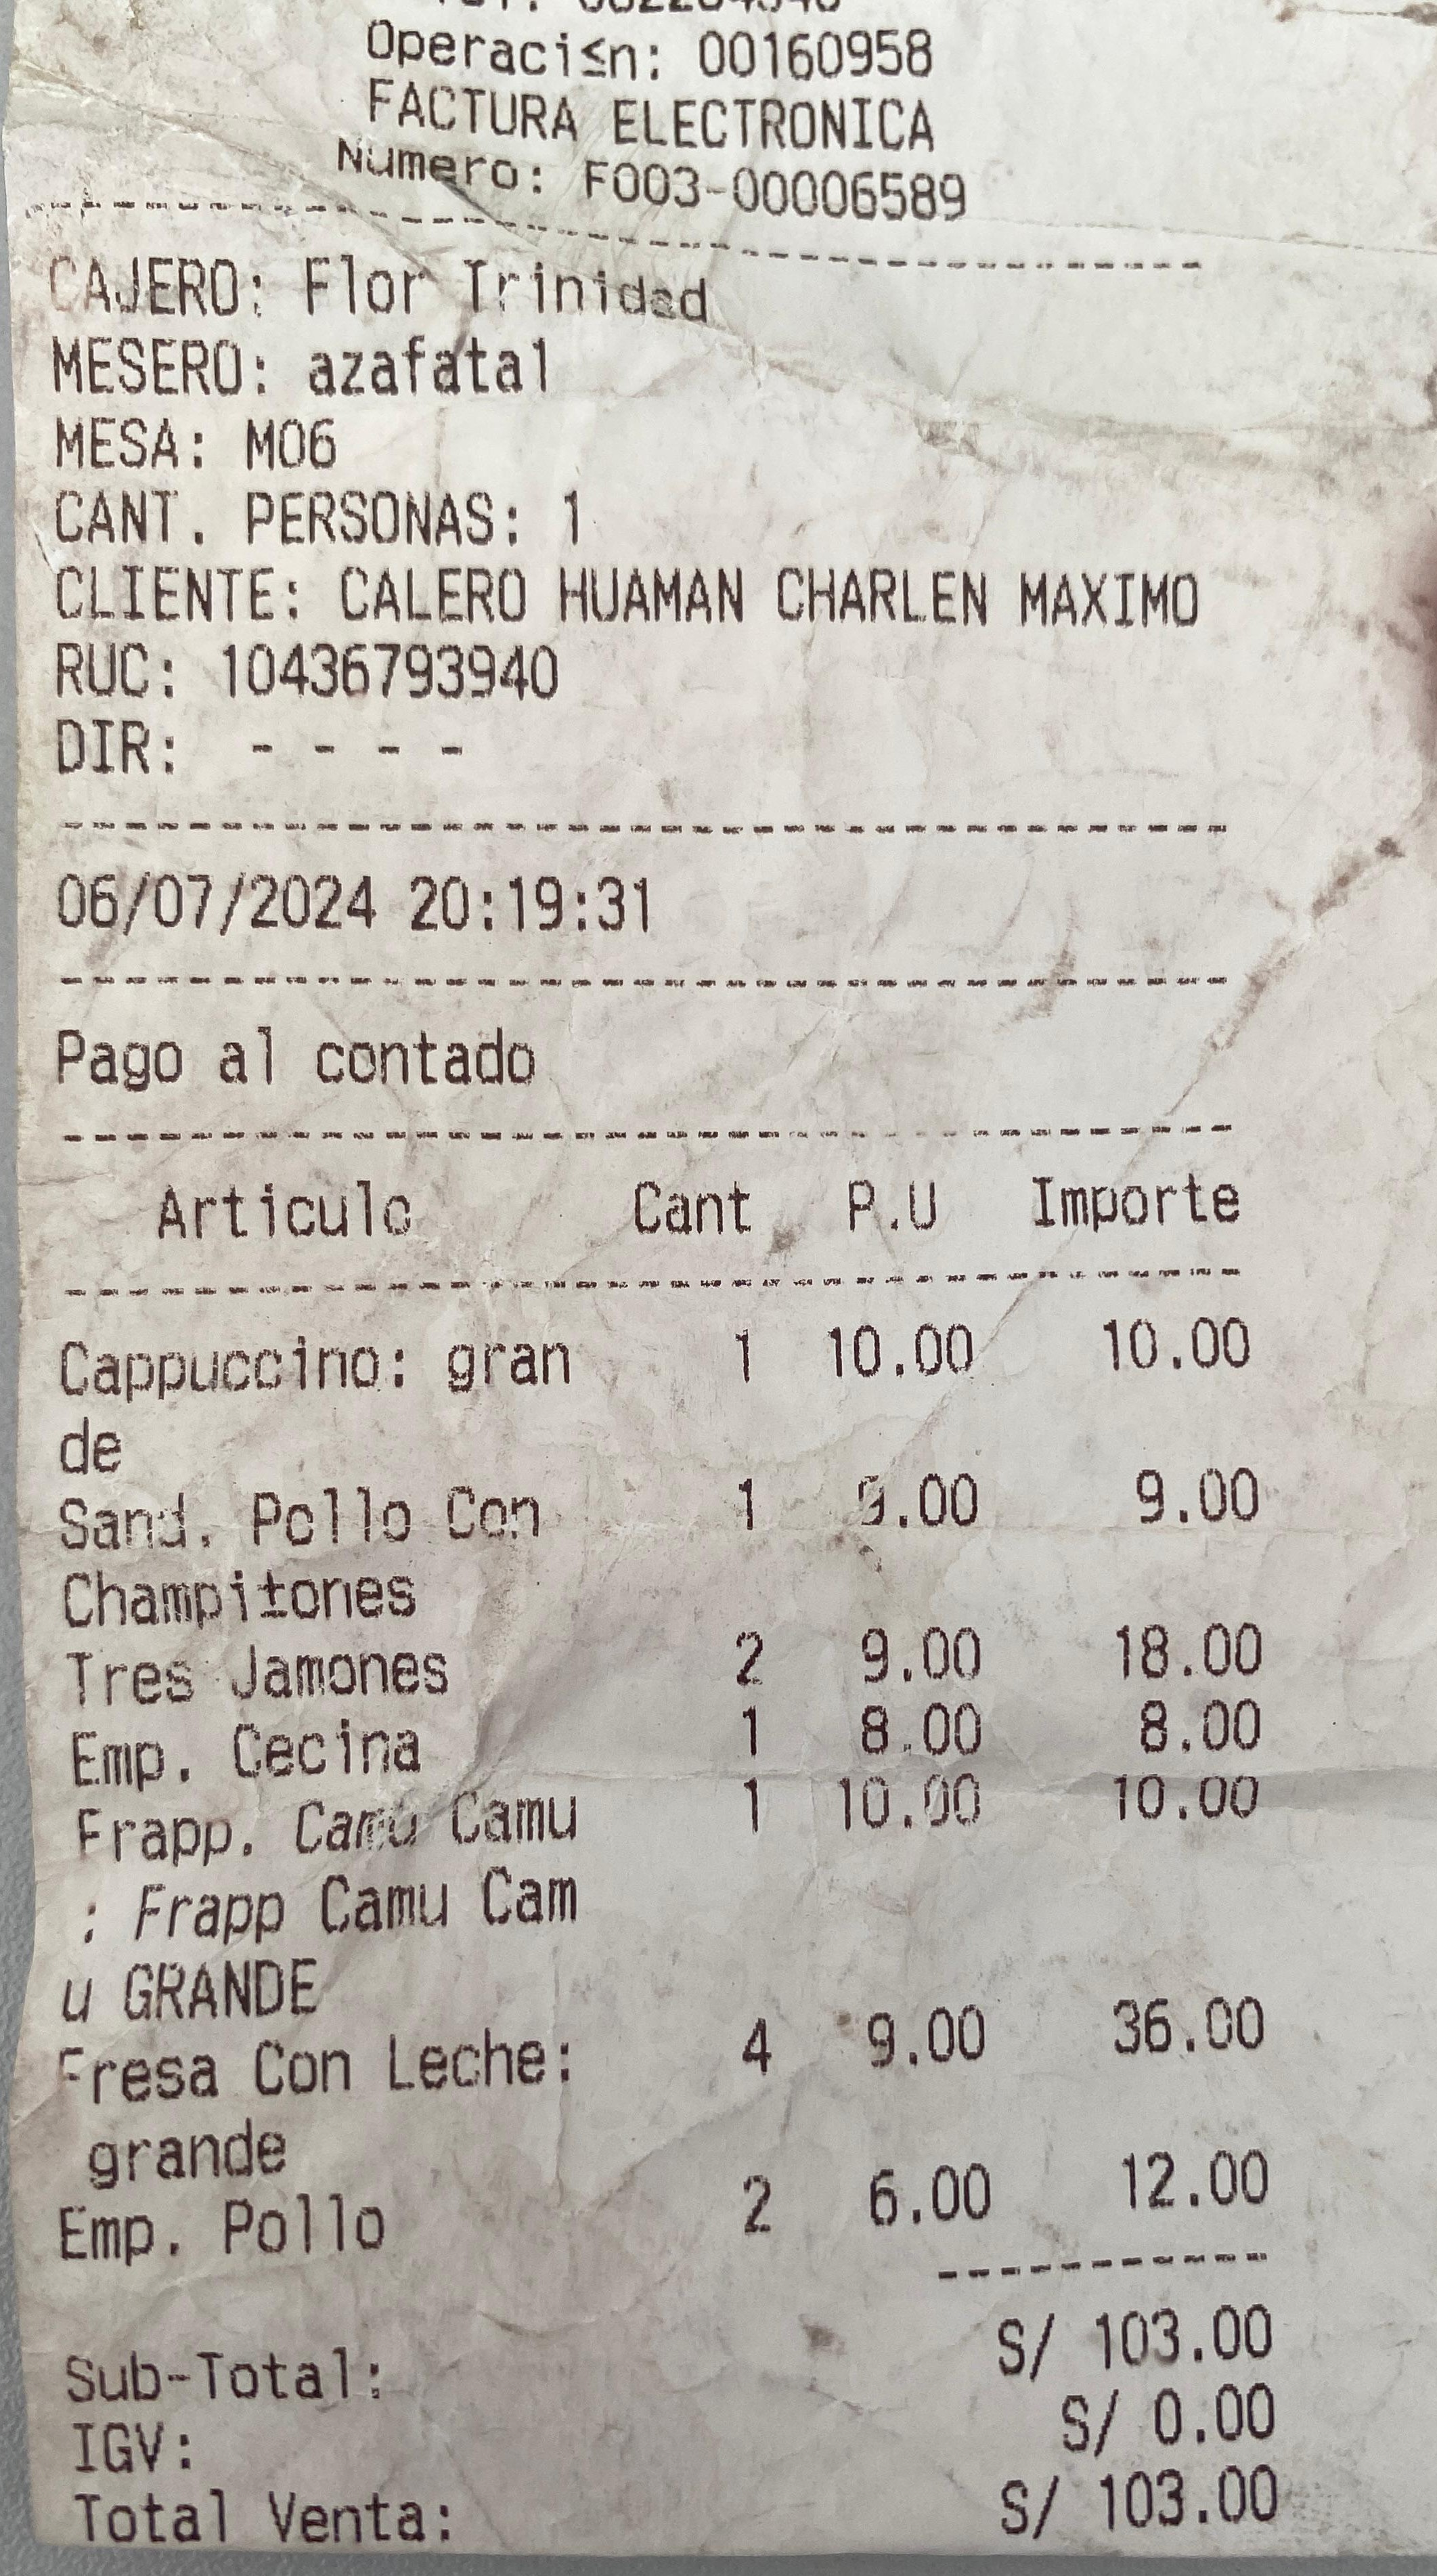 Operaci≤n: 00160958
FACTURA ELECTRONICA
Numero: F003-00006589
CAJERO: Flor Trinidad
MESERO: azafata1
MESA: M06
CANT. PERSONAS: 1
CLIENTE: CALERO HUAMAN CHARLEN MAXIMO
RUC: 10436793940
DIR: - - - -
06/07/2024 20:19:31
Pago al contado
Articulo Cant P.U Importe
Cappuccino: gran 1 10.00 10.00
de
Sand. Pollo Con 1 9.00 9.00
Champi±ones
Tres Jamones 2 9.00 18.00
Emp. Cecina 1 8.00 8.00
Frapp. Camu Camu 1 10.00 10.00
: Frapp Camu Cam
u GRANDE
Fresa Con Leche: 4 9.00 36.00
grande
Emp. Pollo 2 6.00 12.00
Sub-Total: S/ 103.00
IGV: S/ 0.00
Total Venta: S/ 103.00